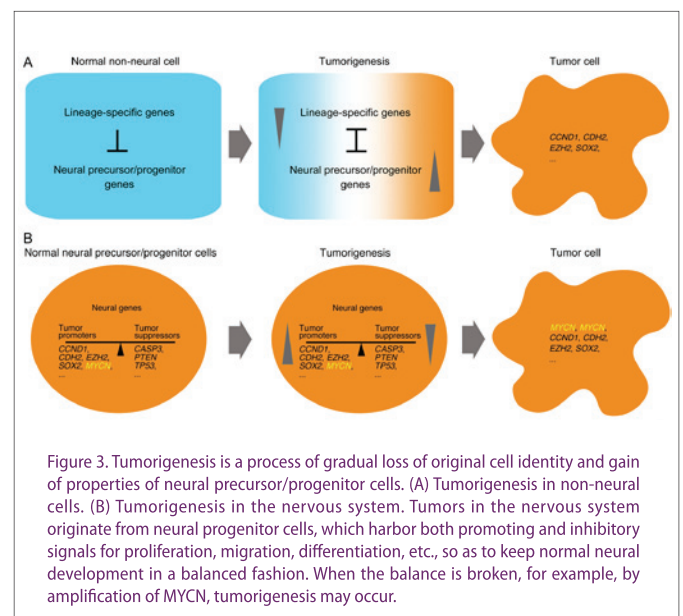 A
Normal non-neural cell
Tumorigenesis
Tumor cell
Lineage-specific genes
Neural precursor/progenitor
genes
Lineage-specific genes
Neural precursor/progenitor
genes
CCND1, CDH2,
EZH2, SOX2,
...
B
Normal neural precursor/progenitor cells
Tumorigenesis
Tumor cell
Neural genes
Tumor
promoters
CCND1,
CDH2, EZH2,
SOX2, MYCN,
...
Tumor
suppressors
CASP3,
PTEN
TP53,
...
Neural genes
Tumor
promoters
CCND1,
CDH2, EZH2,
SOX2, MYCN,
...
Tumor
suppressors
CASP3,
PTEN
TP53,
...
MYCN, MYCN,
CCND1, CDH2,
EZH2, SOX2,
...
Figure 3. Tumorigenesis is a process of gradual loss of original cell identity and gain
of properties of neural precursor/progenitor cells. (A) Tumorigenesis in non-neural
cells. (B) Tumorigenesis in the nervous system. Tumors in the nervous system
originate from neural progenitor cells, which harbor both promoting and inhibitory
signals for proliferation, migration, differentiation, etc., so as to keep normal neural
development in a balanced fashion. When the balance is broken, for example, by
amplification of MYCN, tumorigenesis may occur.